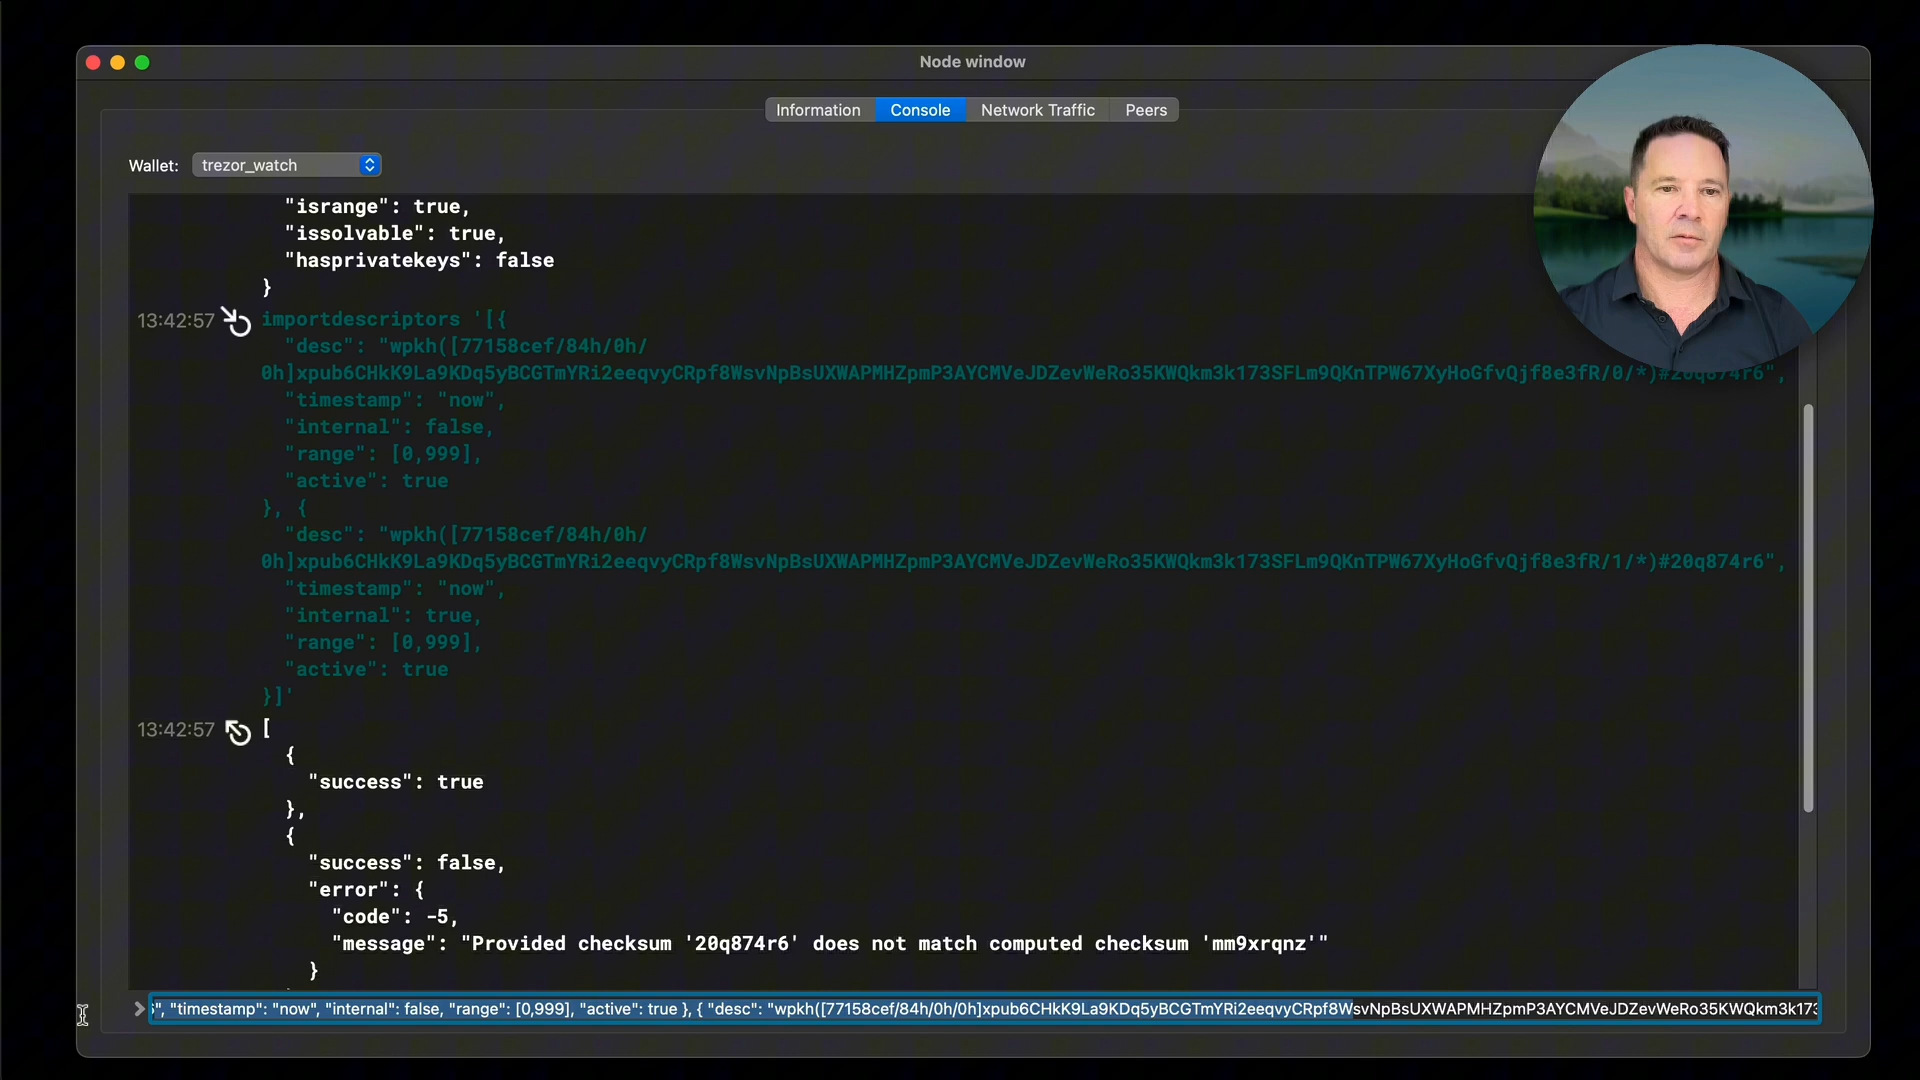 Node window
Information Console Network Traffic Peers
Wallet: trezor_watch
"isrange": true,
"issolvable": true,
"hasprivatekeys": false
}
13:42:57 importdescriptors '[{
"desc": "wpkh([77158cef/84h/0h/
0h]xpub6CHkK9La9KDq5yBCGTmYRi2eeqvyCRpf8WsvNpBsUXWAPMHZpmP3AYCMVeJDZevWeRo35KWQkm3k173SFLm9QKnTPW67XyHoGfvQjf8e3fR/0/*)#20q874r6",
"timestamp": "now",
"internal": false,
"range": [0,999],
"active": true
}, {
"desc": "wpkh([77158cef/84h/0h/
0h]xpub6CHkK9La9KDq5yBCGTmYRi2eeqvyCRpf8WsvNpBsUXWAPMHZpmP3AYCMVeJDZevWeRo35KWQkm3k173SFLm9QKnTPW67XyHoGfvQjf8e3fR/1/*)#20q874r6",
"timestamp": "now",
"internal": true,
"range": [0,999],
"active": true
}]'
13:42:57 [
{
"success": true
},
{
"success": false,
"error": {
"code": -5,
"message": "Provided checksum '20q874r6' does not match computed checksum 'mm9xrqnz'"
}
", "timestamp": "now", "internal": false, "range": [0,999], "active": true }, { "desc": "wpkh([77158cef/84h/0h/0h]xpub6CHkK9La9KDq5yBCGTmYRi2eeqvyCRpf8WsvNpBsUXWAPMHZpmP3AYCMVeJDZevWeRo35KWQkm3k173